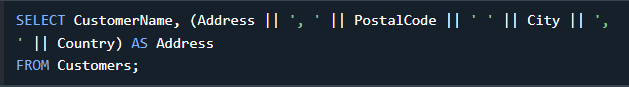 SELECT CustomerName, (Address || ', ' || PostalCode || ' ' || City || ',
' || Country) AS Address
FROM Customers;